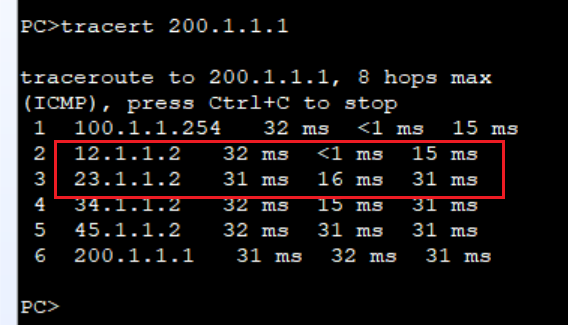 PC>tracert 200.1.1.1
traceroute to 200.1.1.1, 8 hops max
(ICMP), press Ctrl+C to stop
1 100.1.1.254 32 ms <1 ms 15 ms
2 12.1.1.2 32 ms <1 ms 15 ms
3 23.1.1.2 31 ms 16 ms 31 ms
4 34.1.1.2 32 ms 15 ms 31 ms
5 45.1.1.2 32 ms 31 ms 31 ms
6 200.1.1.1 31 ms 32 ms 31 ms
PC>